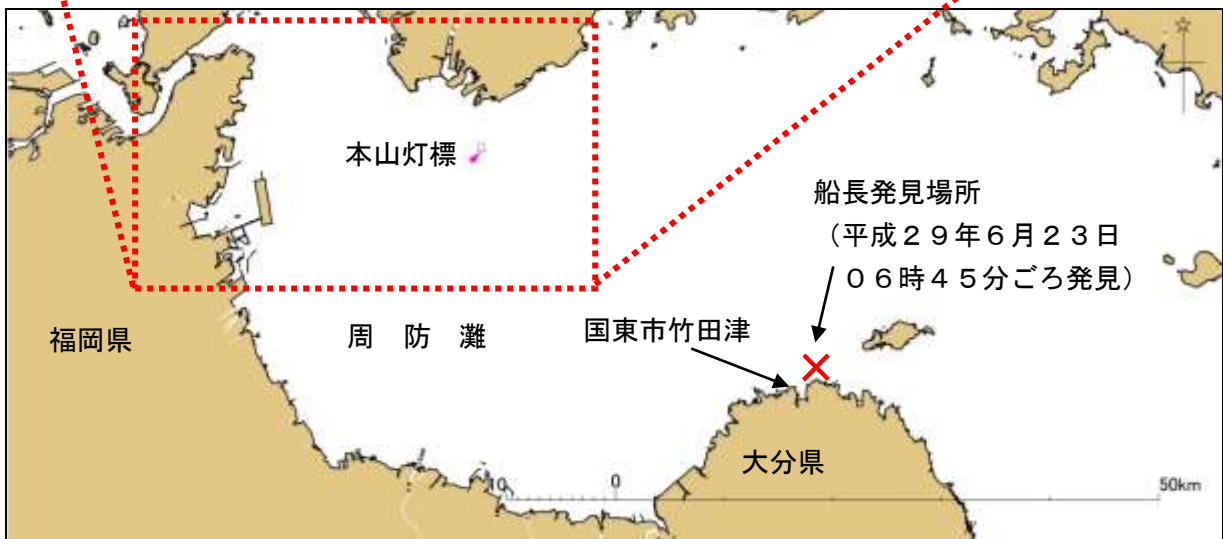 本山灯標
船長発見場所
（平成２９年６月２３日
０６時４５分ごろ発見）
福岡県
周 防 灘
国東市竹田津
大分県
10
0
50km